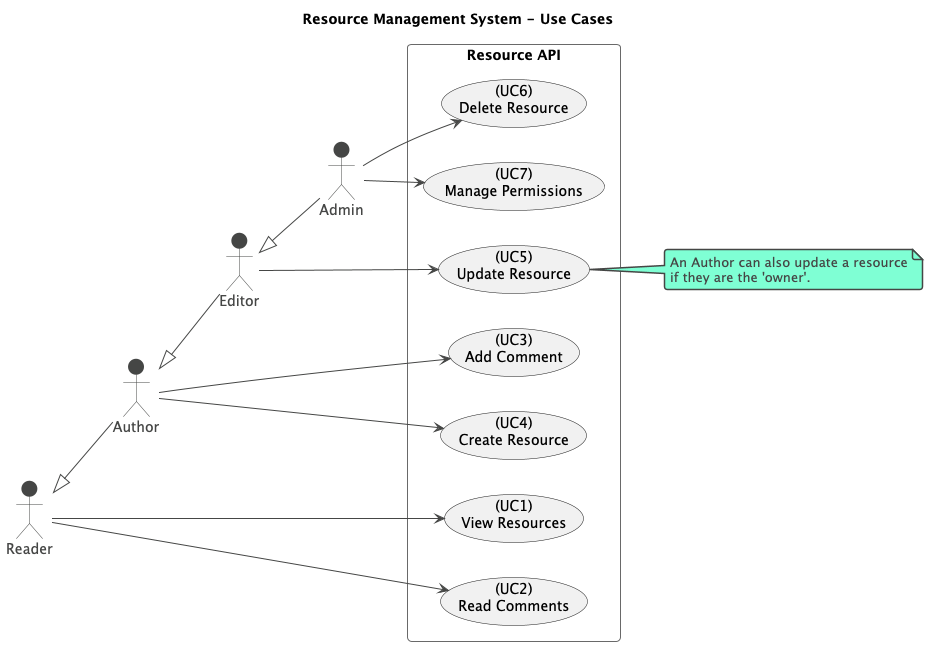 Resource Management System – Use Cases
Resource API
(UC6)
Delete Resource
(UC7)
Manage Permissions
Admin
(UC5)
Update Resource
An Author can also update a resource
if they are the 'owner'.
Editor
(UC3)
Add Comment
Author
(UC4)
Create Resource
(UC1)
View Resources
Reader
(UC2)
Read Comments